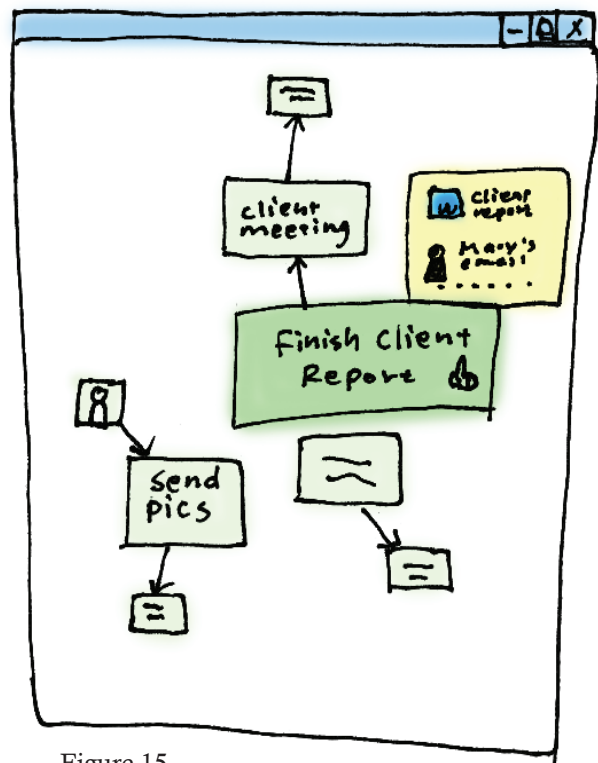 - X
client
meeting
W client
report
Mary's
email
Finish Client
Report
send
pics
Figure 15